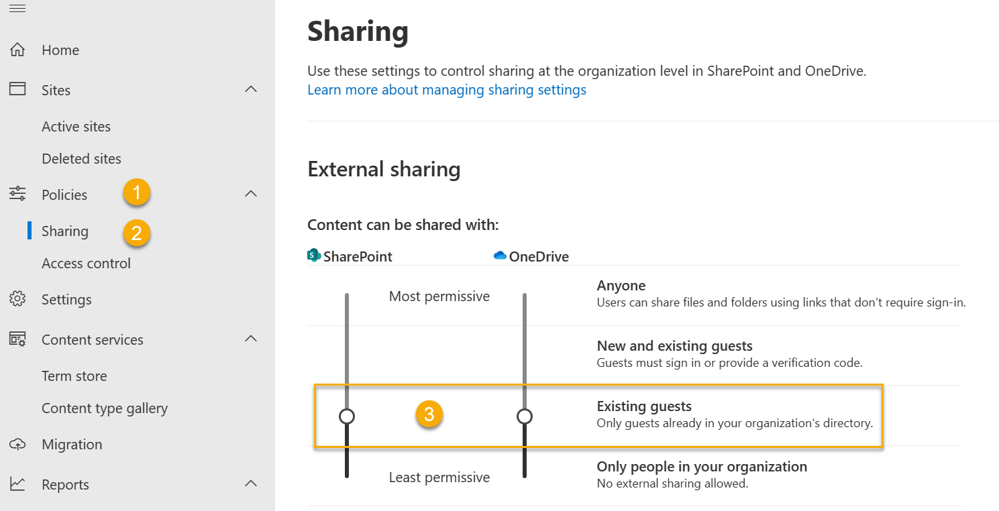 Home
Sites
Active sites
Deleted sites
Policies 1
Sharing 2
Access control
Settings
Content services
Term store
Content type gallery
Migration
Reports
Sharing
Use these settings to control sharing at the organization level in SharePoint and OneDrive.
Learn more about managing sharing settings
External sharing
Content can be shared with:
S SharePoint OneDrive
Most permissive
Anyone
Users can share files and folders using links that don't require sign-in.
New and existing guests
Guests must sign in or provide a verification code.
3
Existing guests
Only guests already in your organization's directory.
Least permissive
Only people in your organization
No external sharing allowed.